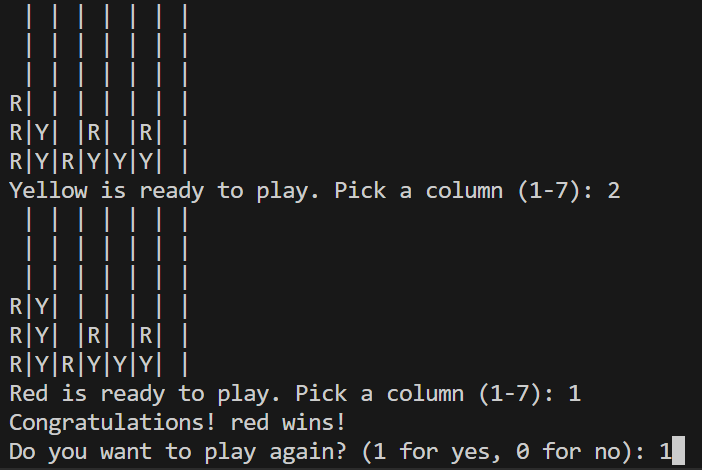 | | | | | | |
 | | | | | | |
 | | | | | | |
R| | | | | | |
R|Y| |R| |R| |
R|Y|R|Y|Y|Y| |
Yellow is ready to play. Pick a column (1-7): 2
 | | | | | | |
 | | | | | | |
 | | | | | | |
R|Y| | | | | |
R|Y| |R| |R| |
R|Y|R|Y|Y|Y| |
Red is ready to play. Pick a column (1-7): 1
Congratulations! red wins!
Do you want to play again? (1 for yes, 0 for no): 1